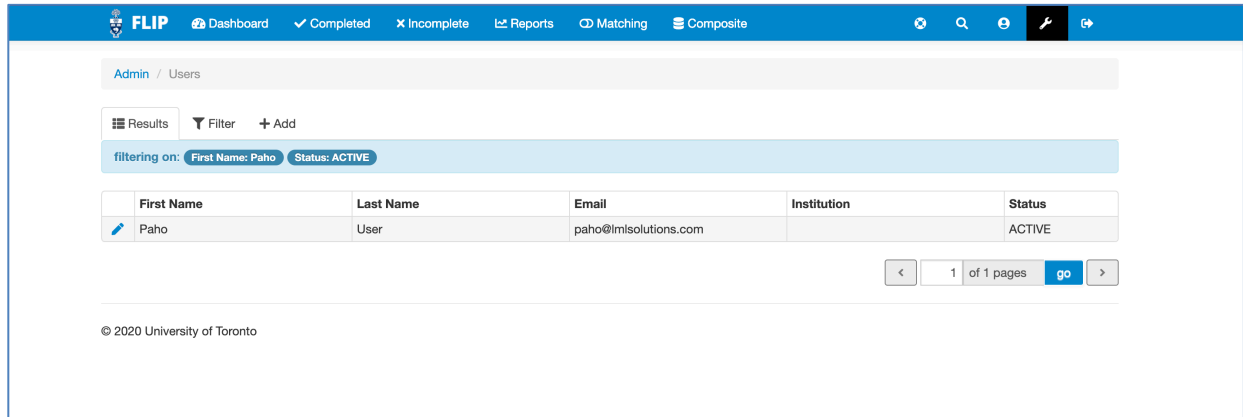 FLIP Dashboard Completed Incomplete Reports Matching Composite
Admin / Users
Results Filter Add
filtering on: First Name: Paho Status: ACTIVE
First Name Last Name Email Institution Status
Paho User paho@lmlsolutions.com ACTIVE
< 1 of 1 pages go >
© 2020 University of Toronto